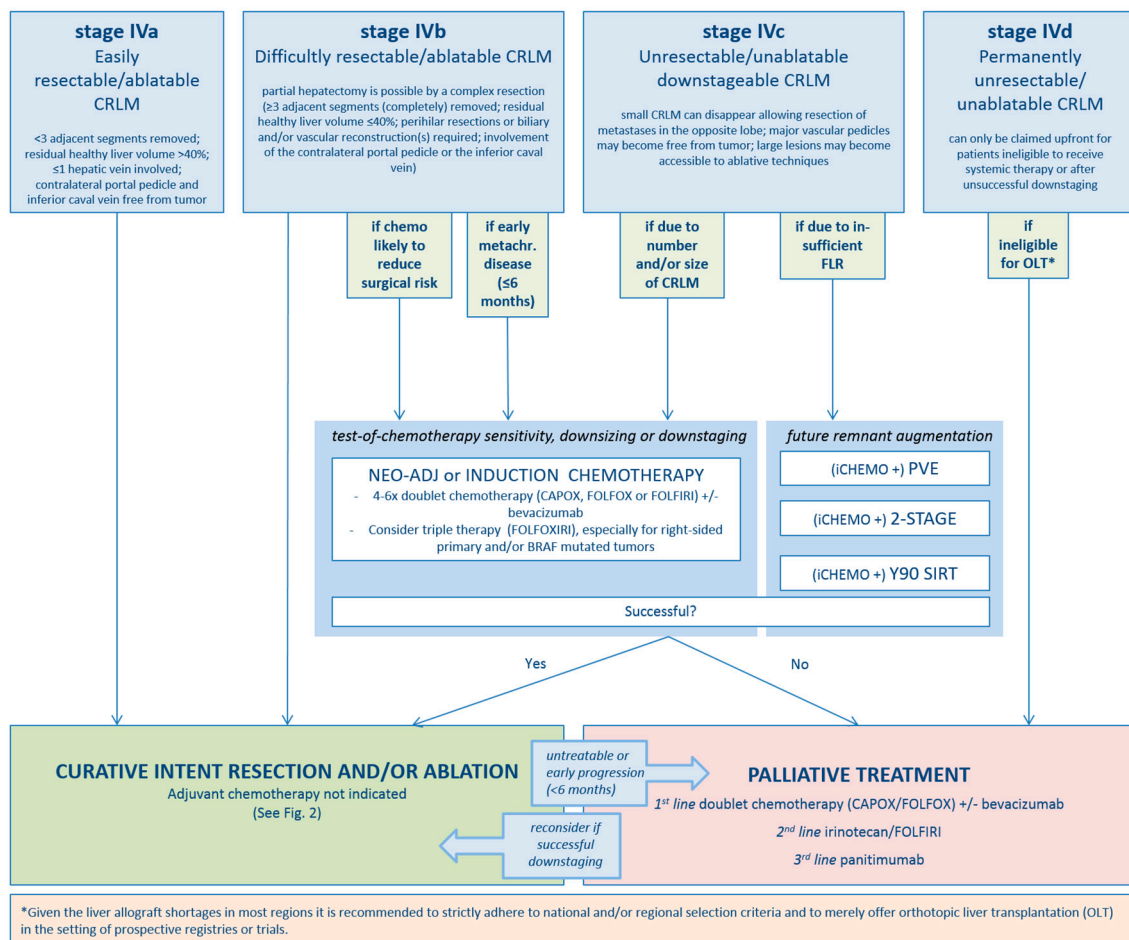 stage IVa
Easily
resectable/ablatable
CRLM
<3 adjacent segments removed;
residual healthy liver volume >40%;
≤1 hepatic vein involved;
contralateral portal pedicle and
inferior caval vein free from tumor
stage IVb
Difficultly resectable/ablatable CRLM
partial hepatectomy is possible by a complex resection
(≥3 adjacent segments (completely) removed; residual
healthy liver volume ≤40%; perihilar resections or biliary
and/or vascular reconstruction(s) required; involvement
of the contralateral portal pedicle or the inferior caval
vein)
stage IVc
Unresectable/unablatable
downstageable CRLM
small CRLM can disappear allowing resection of
metastases in the opposite lobe; major vascular pedicles
may become free from tumor; large lesions may become
accessible to ablative techniques
stage IVd
Permanently
unresectable/
unablatable CRLM
can only be claimed upfront for
patients ineligible to receive
systemic therapy or after
unsuccessful downstaging
if chemo
likely to
reduce
surgical risk
if early
metachr.
disease
(≤6
months)
if due to
number
and/or size
of CRLM
if due to in-
sufficient
FLR
if
ineligible
for OLT*
test-of-chemotherapy sensitivity, downsizing or downstaging
NEO-ADJ or INDUCTION CHEMOTHERAPY
- 4-6x doublet chemotherapy (CAPOX, FOLFOX or FOLFIRI) +/-
bevacizumab
- Consider triple therapy (FOLFOXIRI), especially for right-sided
primary and/or BRAF mutated tumors
future remnant augmentation
(iCHEMO +) PVE
(iCHEMO +) 2-STAGE
(iCHEMO +) Y90 SIRT
Successful?
Yes
No
CURATIVE INTENT RESECTION AND/OR ABLATION
Adjuvant chemotherapy not indicated
(See Fig. 2)
untreatable or
early progression
(<6 months)
reconsider if
successful
downstaging
PALLIATIVE TREATMENT
1st line doublet chemotherapy (CAPOX/FOLFOX) +/- bevacizumab
2nd line irinotecan/FOLFIRI
3rd line panitimumab
*Given the liver allograft shortages in most regions it is recommended to strictly adhere to national and/or regional selection criteria and to merely offer orthotopic liver transplantation (OLT)
in the setting of prospective registries or trials.